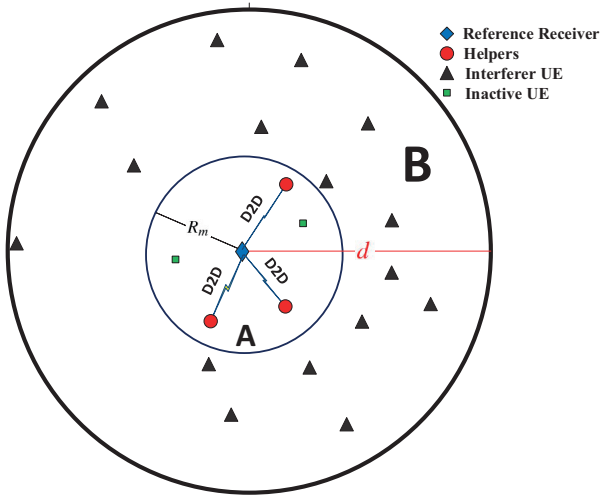 Reference Receiver
Helpers
Interferer UE
Inactive UE
B
D2D
Rm
d
D2D
D2D
A